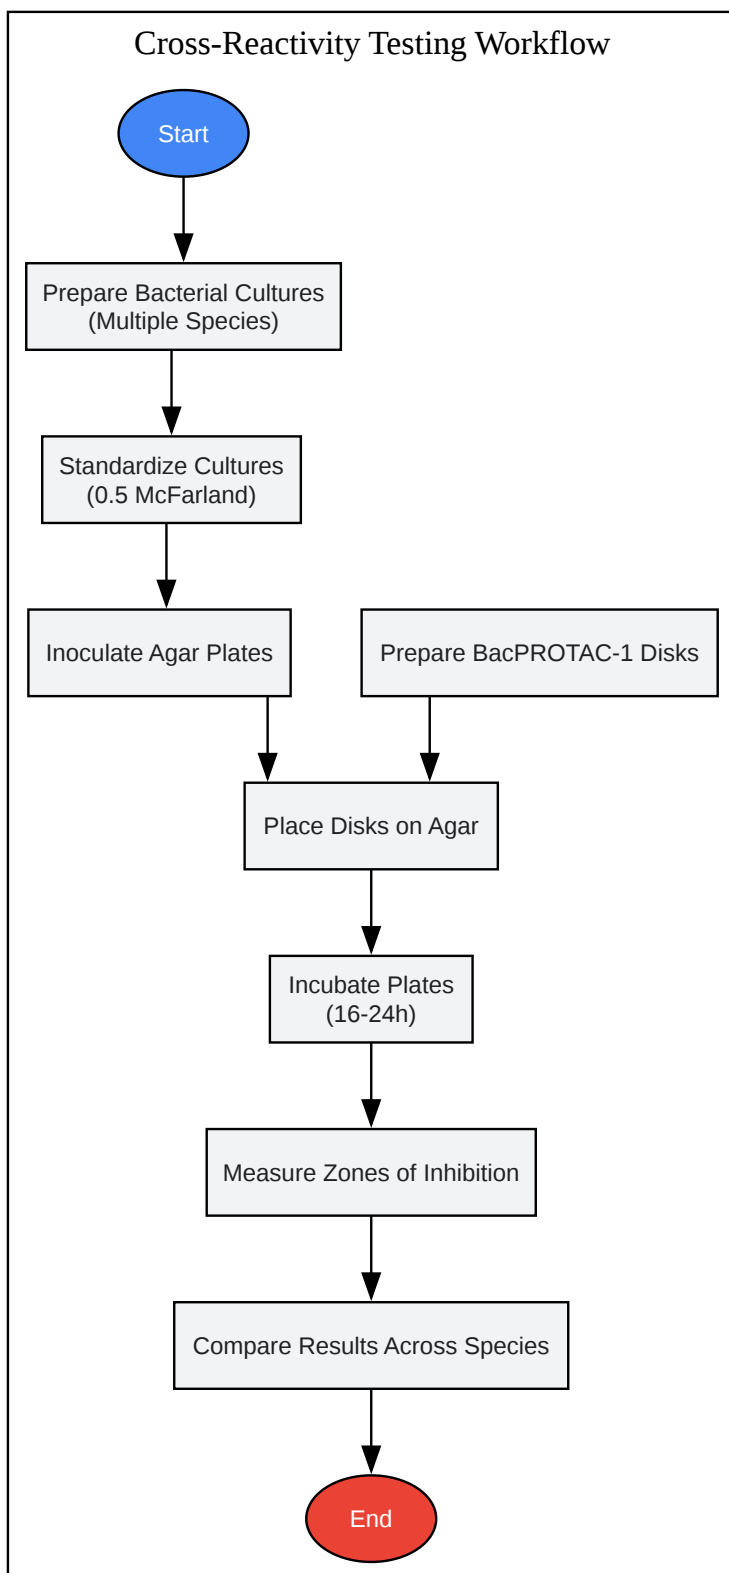 Cross-Reactivity Testing Workflow
Start
Prepare Bacterial Cultures
(Multiple Species)
Standardize Cultures
(0.5 McFarland)
Inoculate Agar Plates
Prepare BacPROTAC-1 Disks
Place Disks on Agar
Incubate Plates
(16-24h)
Measure Zones of Inhibition
Compare Results Across Species
End